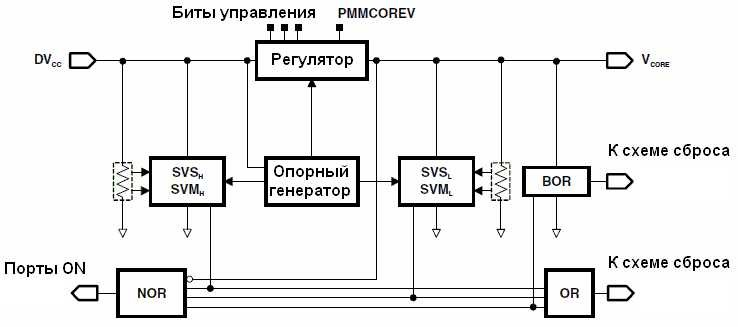 Биты управления PMMCOREV
DVCC Регулятор VCORE
К схеме сброса
SVSH Опорный SVSL BOR
SVMH генератор SVML
Порты ON К схеме сброса
NOR OR